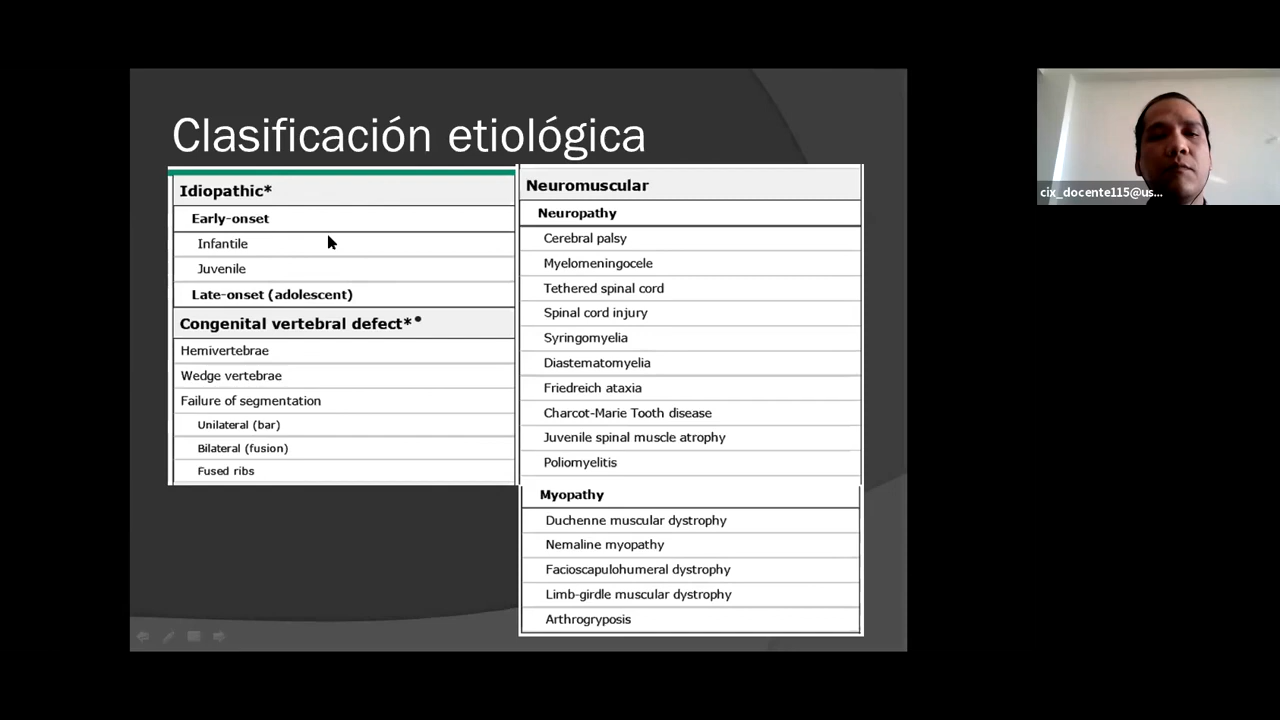 Clasificación etiológica
Idiopathic*
Early-onset
Infantile
Juvenile
Late-onset (adolescent)
Congenital vertebral defect*•
Hemivertebrae
Wedge vertebrae
Failure of segmentation
Unilateral (bar)
Bilateral (fusion)
Fused ribs
Neuromuscular
Neuropathy
Cerebral palsy
Myelomeningocele
Tethered spinal cord
Spinal cord injury
Syringomyelia
Diastematomyelia
Friedreich ataxia
Charcot-Marie Tooth disease
Juvenile spinal muscle atrophy
Poliomyelitis
Myopathy
Duchenne muscular dystrophy
Nemaline myopathy
Facioscapulohumeral dystrophy
Limb-girdle muscular dystrophy
Arthrogryposis
cix_docente115@us...